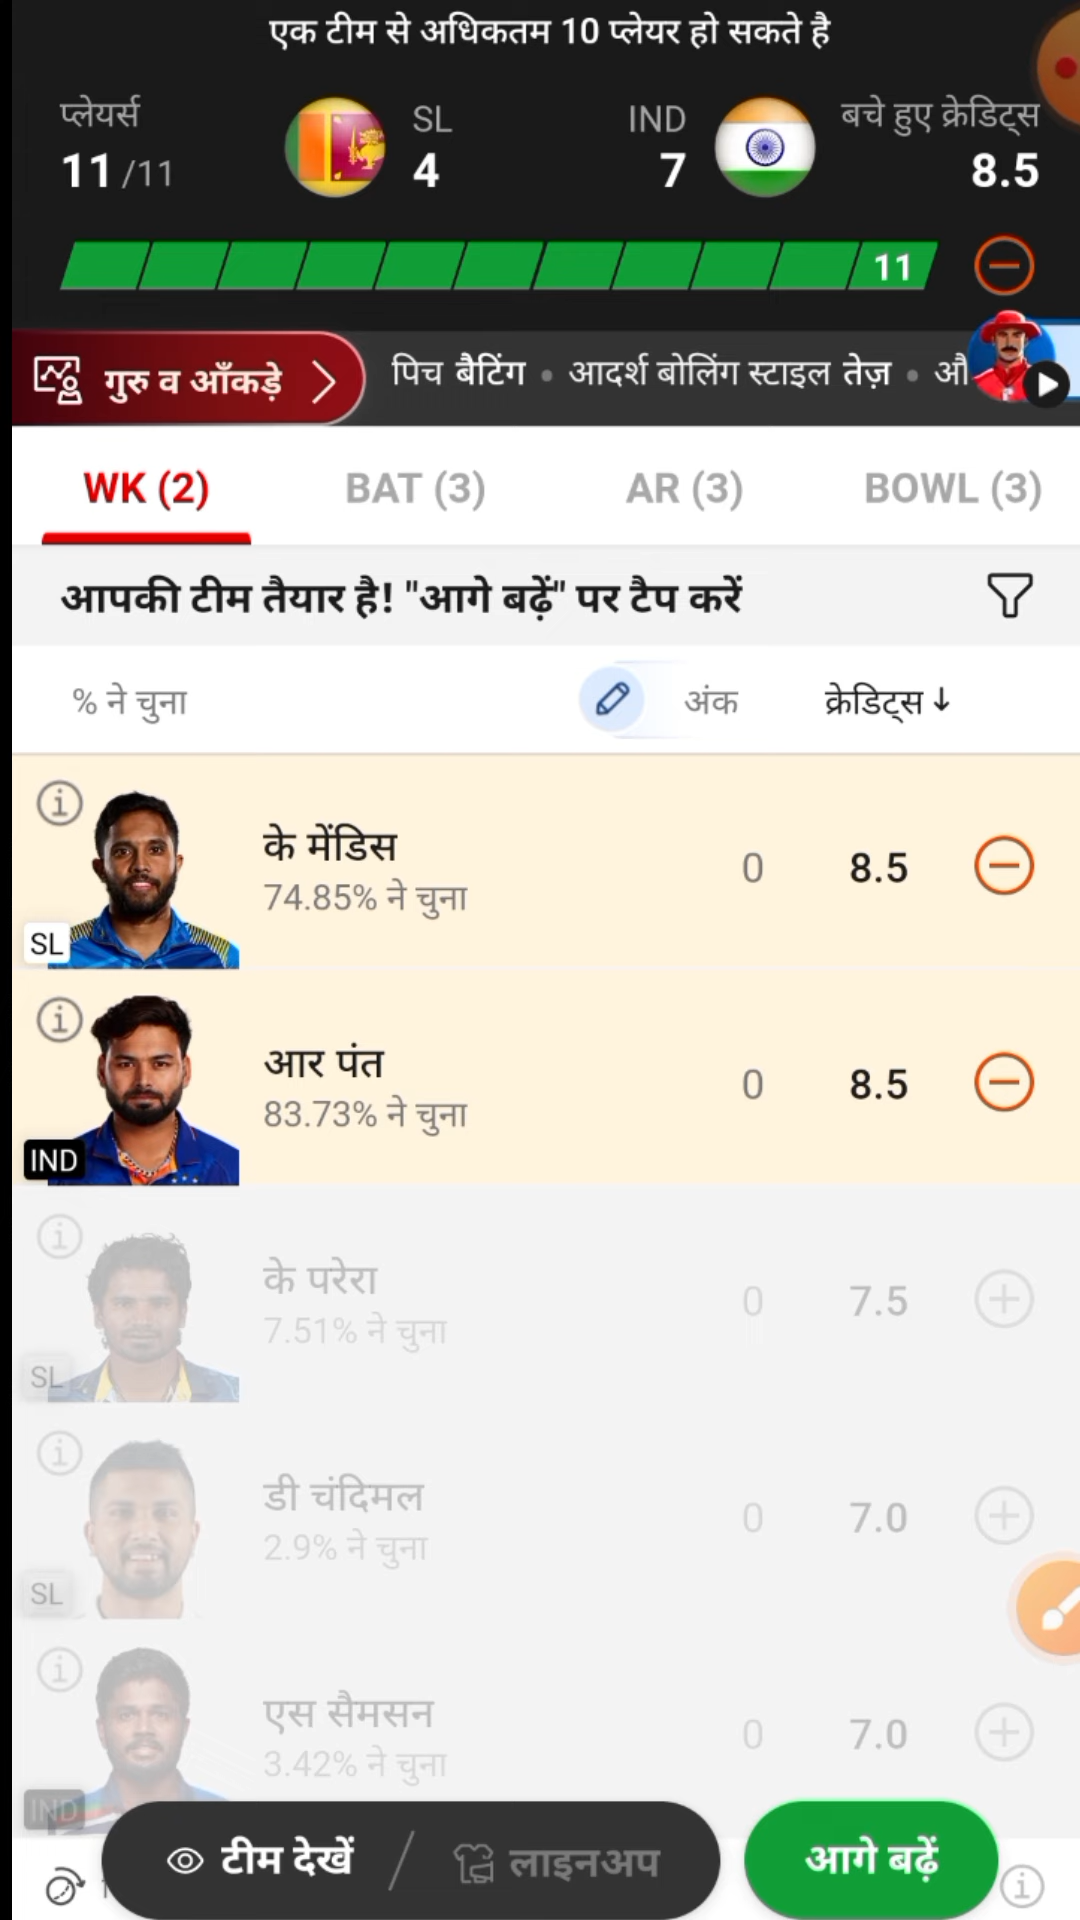 एक टीम से अधिकतम 10 प्लेयर हो सकते है
प्लेयर्स SL IND बचे हुए क्रेडिट्स
11 /11 4 7 8.5
11
गुरु व आँकड़े पिच बैटिंग • आदर्श बोलिंग स्टाइल तेज़ •
WK (2) BAT (3) AR (3) BOWL (3)
आपकी टीम तैयार है! "आगे बढ़ें" पर टैप करें
% ने चुना अंक क्रेडिट्स ↓
के मेंडिस 0 8.5
74.85% ने चुना
SL
आर पंत 0 8.5
83.73% ने चुना
IND
के परेरा 0 7.5
7.51% ने चुना
SL
डी चंदिमल 0 7.0
2.9% ने चुना
SL
एस सैमसन 0 7.0
3.42% ने चुना
IND
टीम देखें / लाइनअप आगे बढ़ें